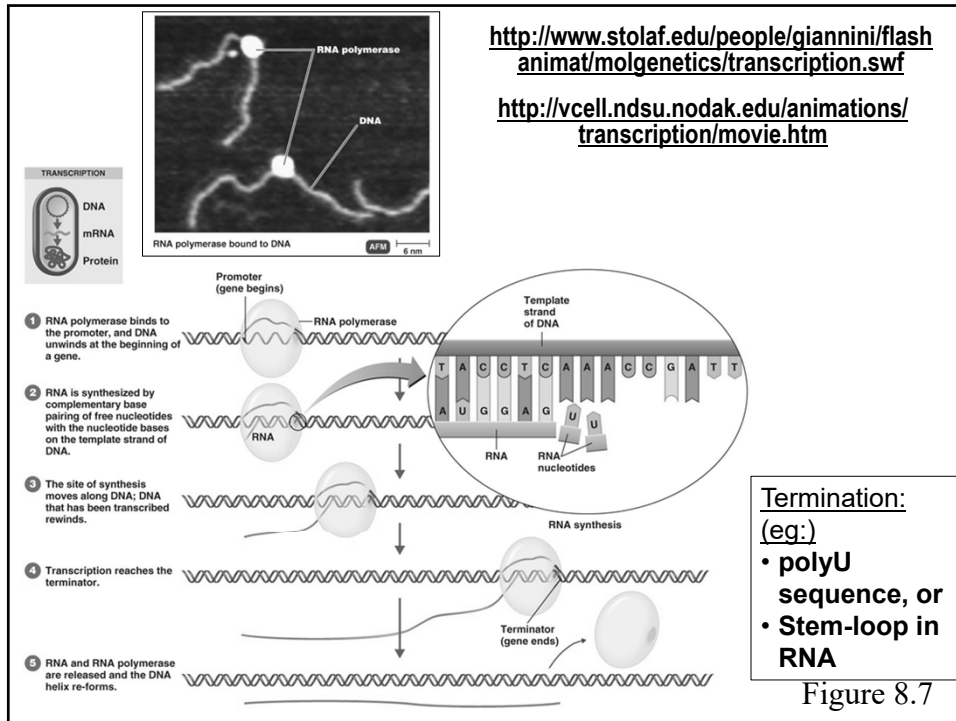 RNA polymerase
DNA
RNA polymerase bound to DNA
AFM
6 nm
http://www.stolaf.edu/people/giannini/flash
animat/molgenetics/transcription.swf
http://vcell.ndsu.nodak.edu/animations/
transcription/movie.htm
TRANSCRIPTION
DNA
mRNA
Protein
Promoter
(gene begins)
RNA polymerase
1 RNA polymerase binds to
the promoter, and DNA
unwinds at the beginning of
a gene.
Template
strand
of DNA
T A C C T C A A A C C G A T T
A U G G A G U U
RNA
RNA
nucleotides
RNA synthesis
2 RNA is synthesized by
complementary base
pairing of free nucleotides
with the nucleotide bases
on the template strand of
DNA.
RNA
3 The site of synthesis
moves along DNA; DNA
that has been transcribed
rewinds.
4 Transcription reaches the
terminator.
Terminator
(gene ends)
5 RNA and RNA polymerase
are released and the DNA
helix re-forms.
Termination:
(eg:)
• polyU
sequence, or
• Stem-loop in
RNA
Figure 8.7